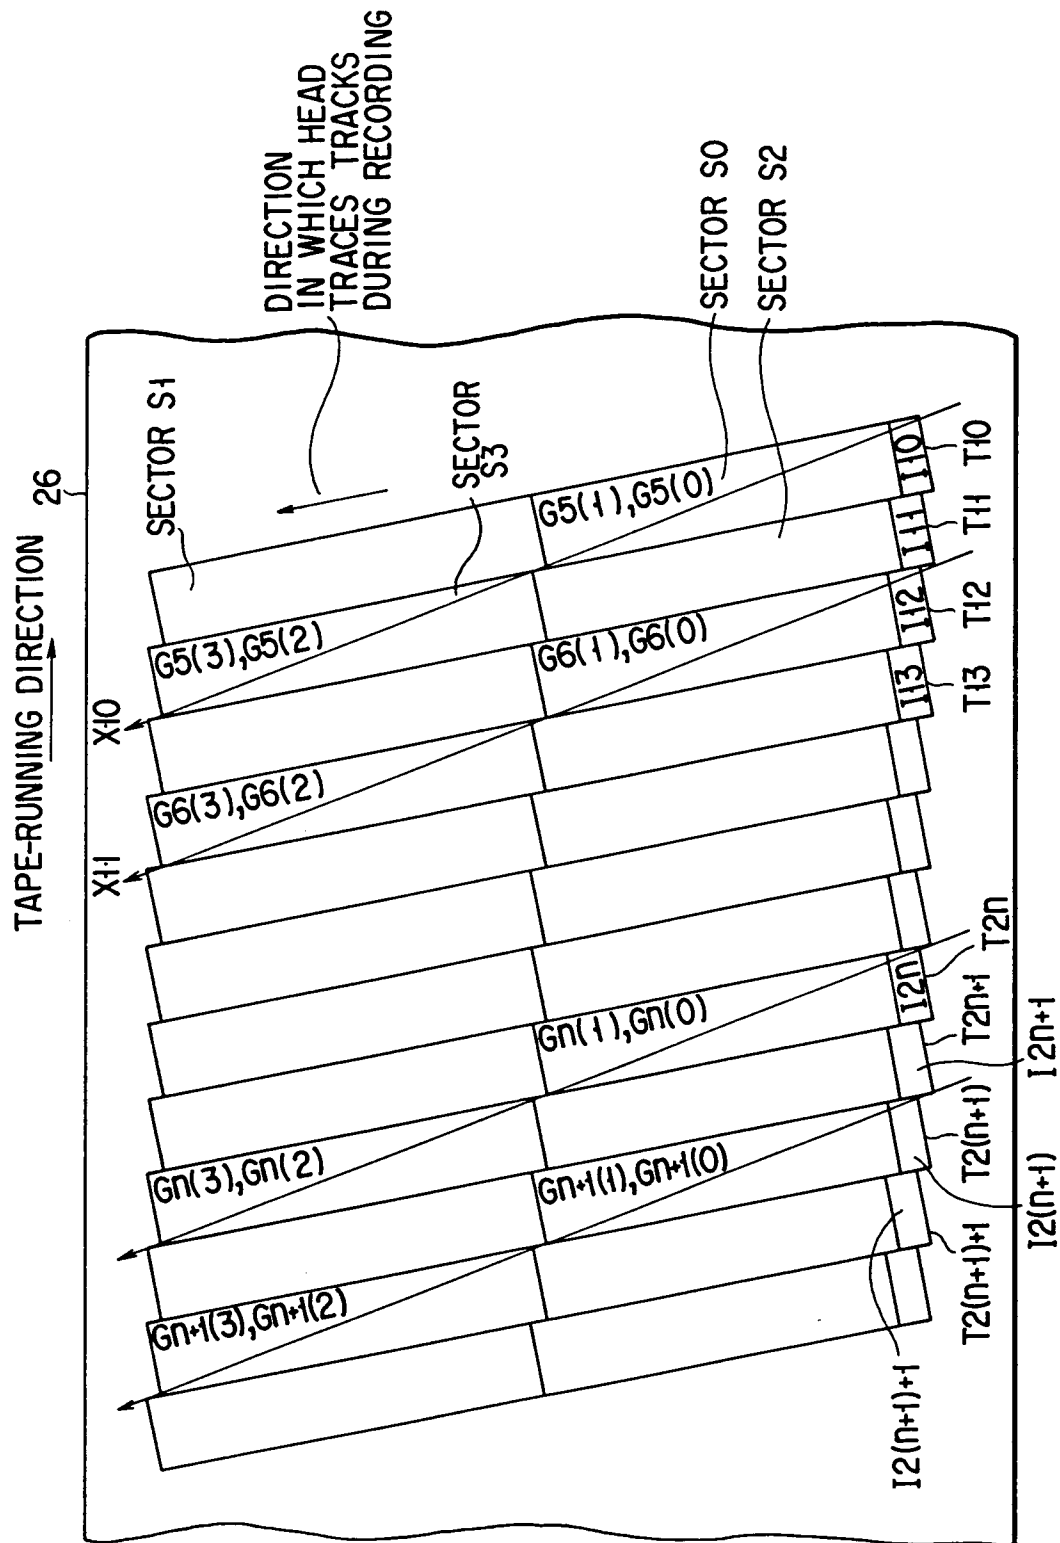 TAPE-RUNNING DIRECTION
26
DIRECTION
IN WHICH HEAD
TRACES TRACKS
DURING RECORDING
SECTOR S1
SECTOR
S3
SECTOR S0
SECTOR S2
X10
X11
G5(3),G5(2)
G5(1),G5(0)
G6(3),G6(2)
G6(1),G6(0)
Gn(3),Gn(2)
Gn(1),Gn(0)
Gn+1(3),Gn+1(2)
Gn+1(1),Gn+1(0)
I10
I11
I12
I13
I2n
T10
T11
T12
T13
T2n
T2n+1
I2n+1
T2(n+1)
I2(n+1)
T2(n+1)+1
I2(n+1)+1